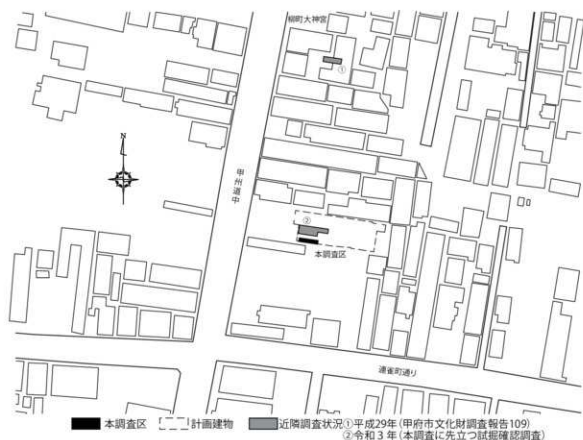 柳町大神宮
①
N
甲州道中
②
本調査区
連雀町通り
本調査区 計画建物 近隣調査状況 ①平成29年(甲府市文化財調査報告109)
②令和3年(本調査に先立つ試掘確認調査)